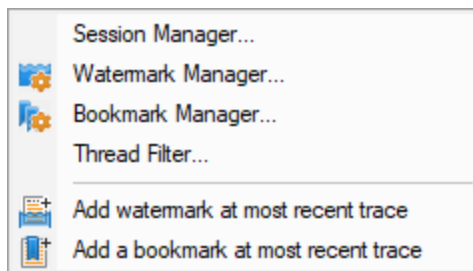 Session Manager...
Watermark Manager...
Bookmark Manager...
Thread Filter...
Add watermark at most recent trace
Add a bookmark at most recent trace